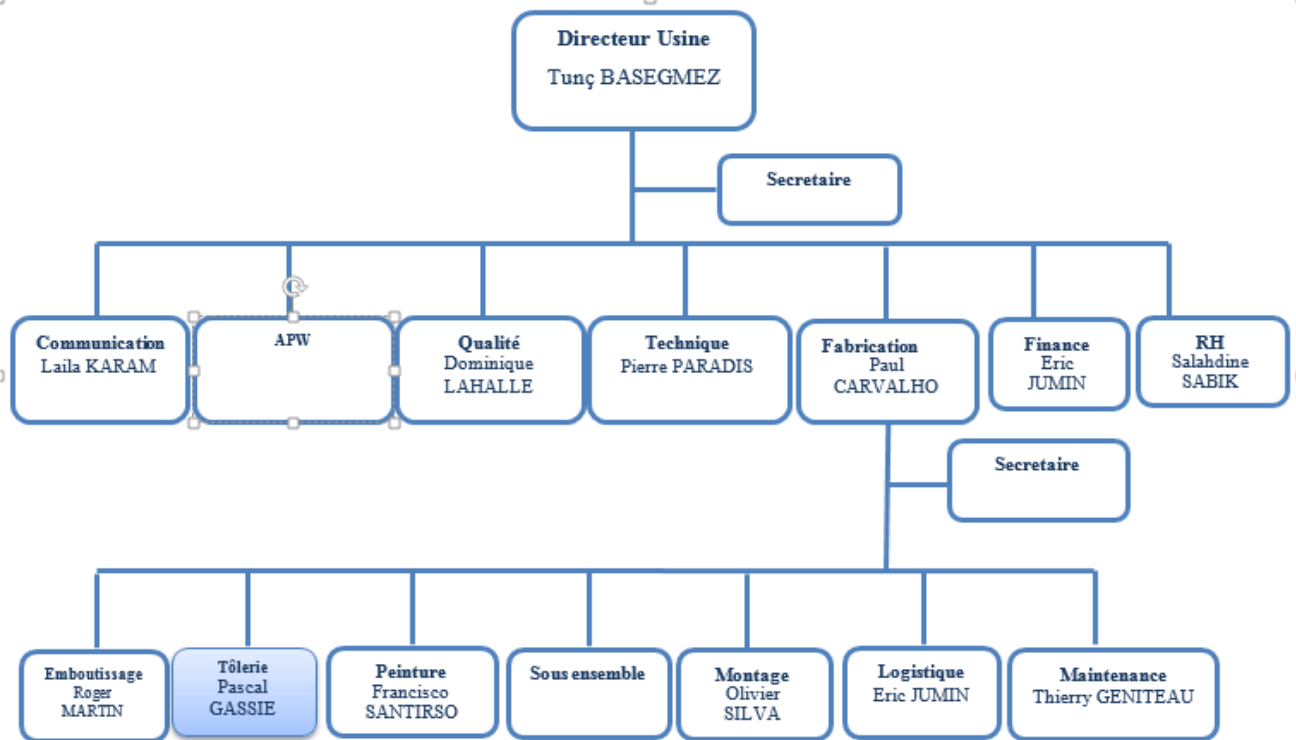 Directeur Usine
Tunç BASEGMEZ
Secretaire
Communication
Laila KARAM
APW
Qualité
Dominique
LAHALLE
Technique
Pierre PARADIS
Fabrication
Paul
CARVALHO
Finance
Eric
JUMIN
RH
Salahdine
SABIK
Secretaire
Emboutissage
Roger
MARTIN
Tôlerie
Pascal
GASSIE
Peinture
Francisco
SANTIRSO
Sous ensemble
Montage
Olivier
SILVA
Logistique
Eric JUMIN
Maintenance
Thierry GENITEAU